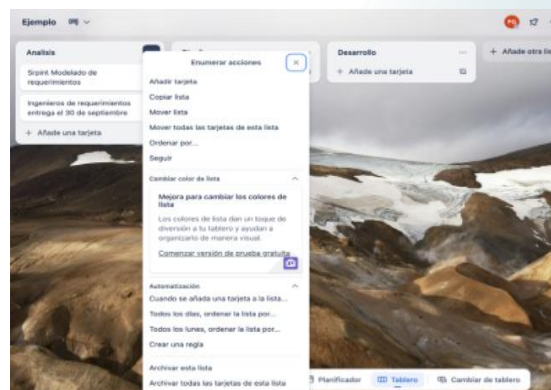 Ejemplo
PG
Analisis
Sirpint Modelado de
requerimientos
Ingenieros de requerimientos
entrega el 30 de septiembre
+ Añade una tarjeta
Enumerar acciones
Añadir tarjeta
Copiar lista
Mover lista
Mover todas las tarjetas de esta lista
Ordenar por...
Seguir
Cambiar color de lista
Mejora para cambiar los colores de
lista
Los colores de lista dan un toque de
diversión a tu tablero y ayudan a
organizarlo de manera visual.
Comenzar versión de prueba gratuita
Automatización
Cuando se añada una tarjeta a la lista...
Todos los días, ordenar la lista por...
Todos los lunes, ordenar la lista por...
Crear una regla
Archivar esta lista
Archivar todas las tarjetas de esta lista
Desarrollo
+ Añade una tarjeta
+ Añade otra
Planificador
Tablero
Cambiar de tablero